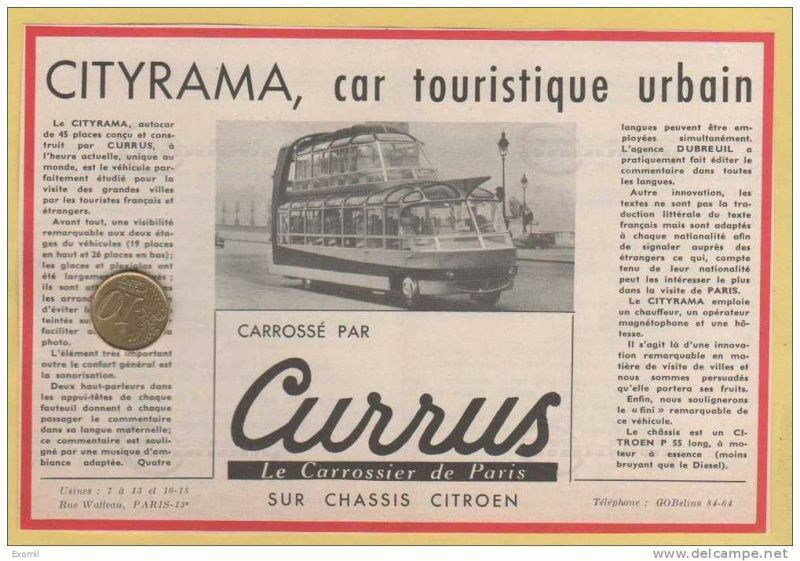 CITYRAMA, car touristique urbain
Le CITYRAMA, autocar
de 45 places conçu et cons-
truit par CURRUS, à
l'heure actuelle, unique au
monde, est le véhicule par-
faitement étudié pour la
visite des grandes villes
par les touristes français et
étrangers.
Avant tout, une visibilité
remarquable aux deux éta-
ges du véhicules (19 places
en haut et 26 places en bas);
les glaces et plexiglas ont
été
ils sont
les
d'éviter
teintés
faciliter
photo.
L'élément très important
outre le confort général est
la sonorisation.
Deux haut-parleurs dans
les appui-têtes de chaque
fauteuil donnent à chaque
passager le commentaire
dans sa langue maternelle;
ce commentaire est souli-
gné par une musique d'am-
biance adaptée. Quatre
langues peuvent être em-
ployées simultanément.
L'agence DUBREUIL a
pratiquement fait éditer le
commentaire dans toutes
les langues.
Autre innovation, les
textes ne sont pas la tra-
duction littérale du texte
français mais sont adaptés
à chaque nationalité afin
de signaler auprès des
étrangers ce qui, compte
tenu de leur nationalité
peut les intéresser le plus
dans la visite de PARIS.
Le CITYRAMA emploie
un chauffeur, un opérateur
magnétophone et une hô-
tesse.
Il s'agit là d'une innova-
tion remarquable en ma-
tière de visite de villes et
nous sommes persuadés
qu'elle portera ses fruits.
Enfin, nous soulignerons
le « fini » remarquable de
ce véhicule.
Le châssis est un CI-
TROEN P 55 long, à mo-
teur à essence (moins
bruyant que le Diesel).
CARROSSÉ PAR
Currus
Le Carrossier de Paris
SUR CHASSIS CITROEN
Usines : 7 à 13 et 16-18
Rue Watteau, PARIS-13e
Téléphone : GOBelins 84-64
10
Exomil
www.delcampe.net